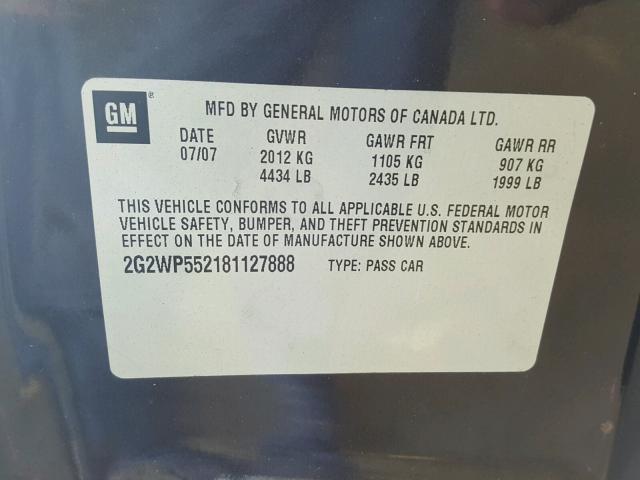 GM®
MFD BY GENERAL MOTORS OF CANADA LTD.
DATE GVWR GAWR FRT GAWR RR
07/07 2012 KG 1105 KG 907 KG
4434 LB 2435 LB 1999 LB
THIS VEHICLE CONFORMS TO ALL APPLICABLE U.S. FEDERAL MOTOR
VEHICLE SAFETY, BUMPER, AND THEFT PREVENTION STANDARDS IN
EFFECT ON THE DATE OF MANUFACTURE SHOWN ABOVE.
2G2WP552181127888 TYPE: PASS CAR